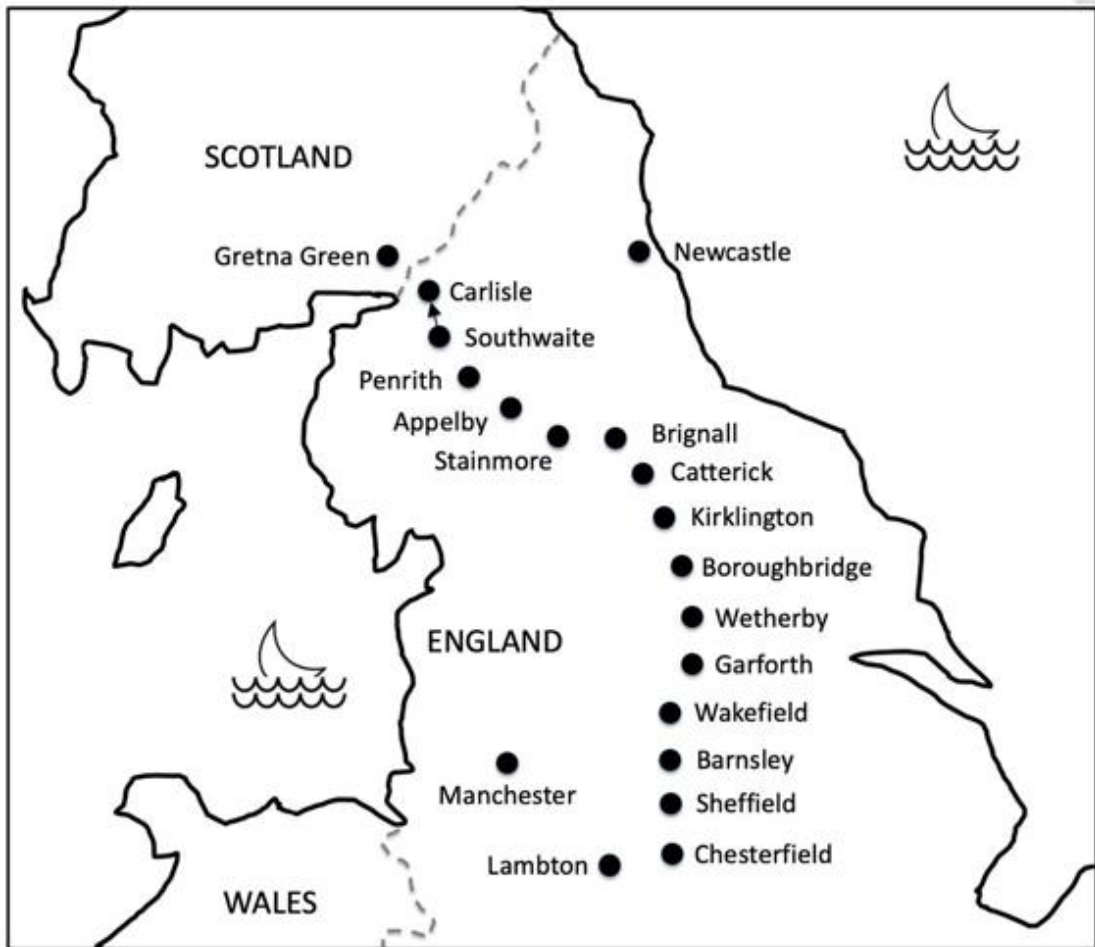 SCOTLAND
Gretna Green
Newcastle
Carlisle
Southwaite
Penrith
Appelby
Stainmore
Brignall
Catterick
Kirklington
Boroughbridge
Wetherby
ENGLAND
Garforth
Wakefield
Barnsley
Manchester
Sheffield
Chesterfield
Lambton
WALES